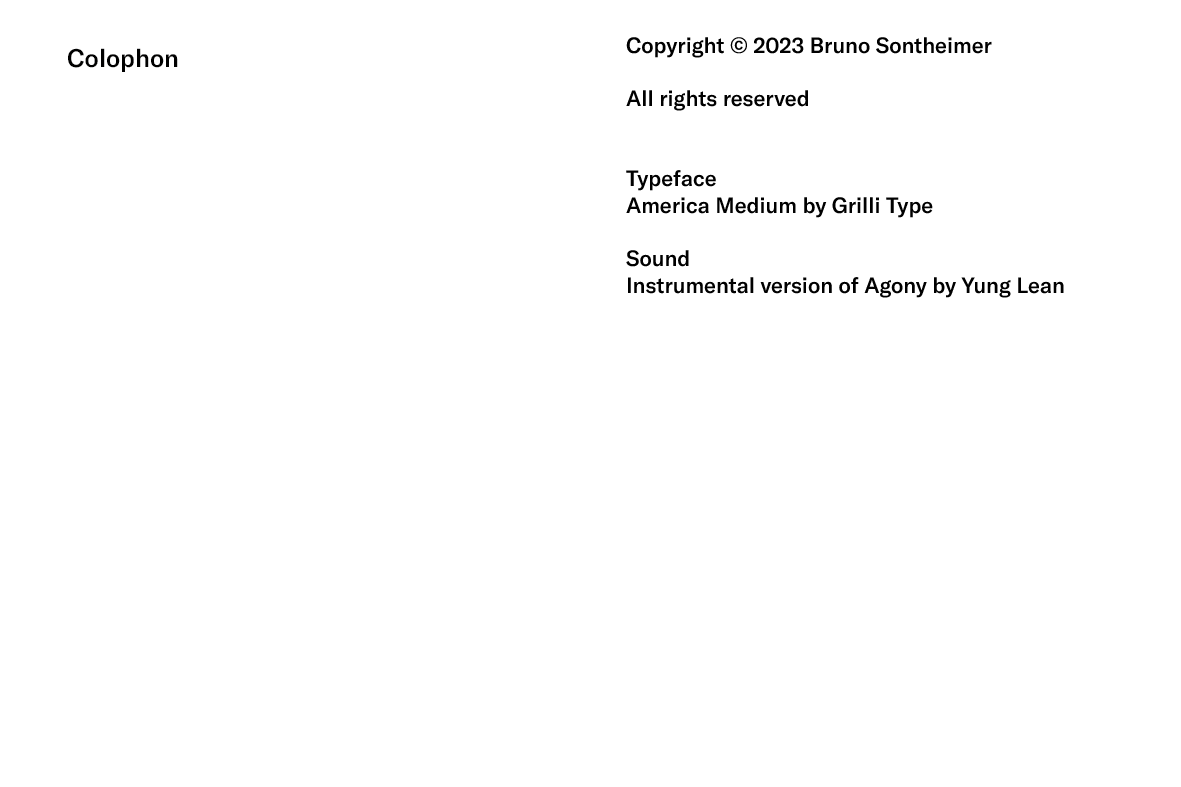 Colophon
Copyright © 2023 Bruno Sontheimer
All rights reserved
Typeface
America Medium by Grilli Type
Sound
Instrumental version of Agony by Yung Lean